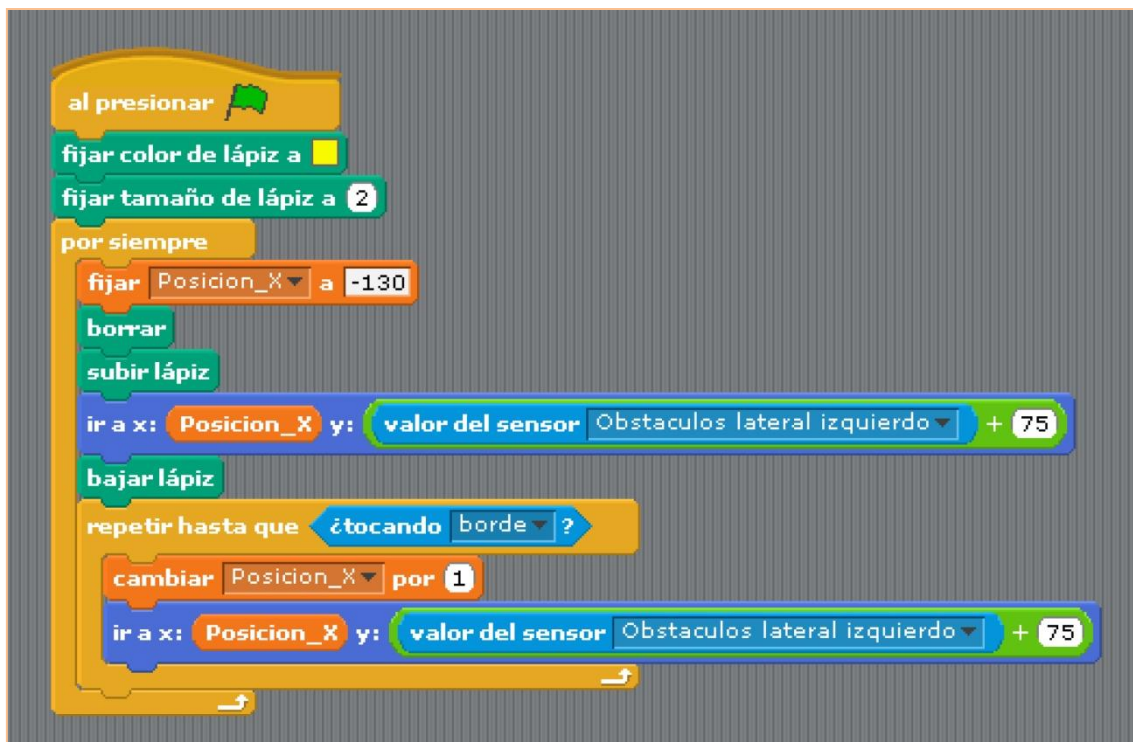 al presionar
fijar color de lápiz a
fijar tamaño de lápiz a 2
por siempre
fijar Posicion_X a -130
borrar
subir lápiz
ir a x: Posicion_X y: valor del sensor Obstaculos lateral izquierdo + 75
bajar lápiz
repetir hasta que ¿tocando borde ?
cambiar Posicion_X por 1
ir a x: Posicion_X y: valor del sensor Obstaculos lateral izquierdo + 75